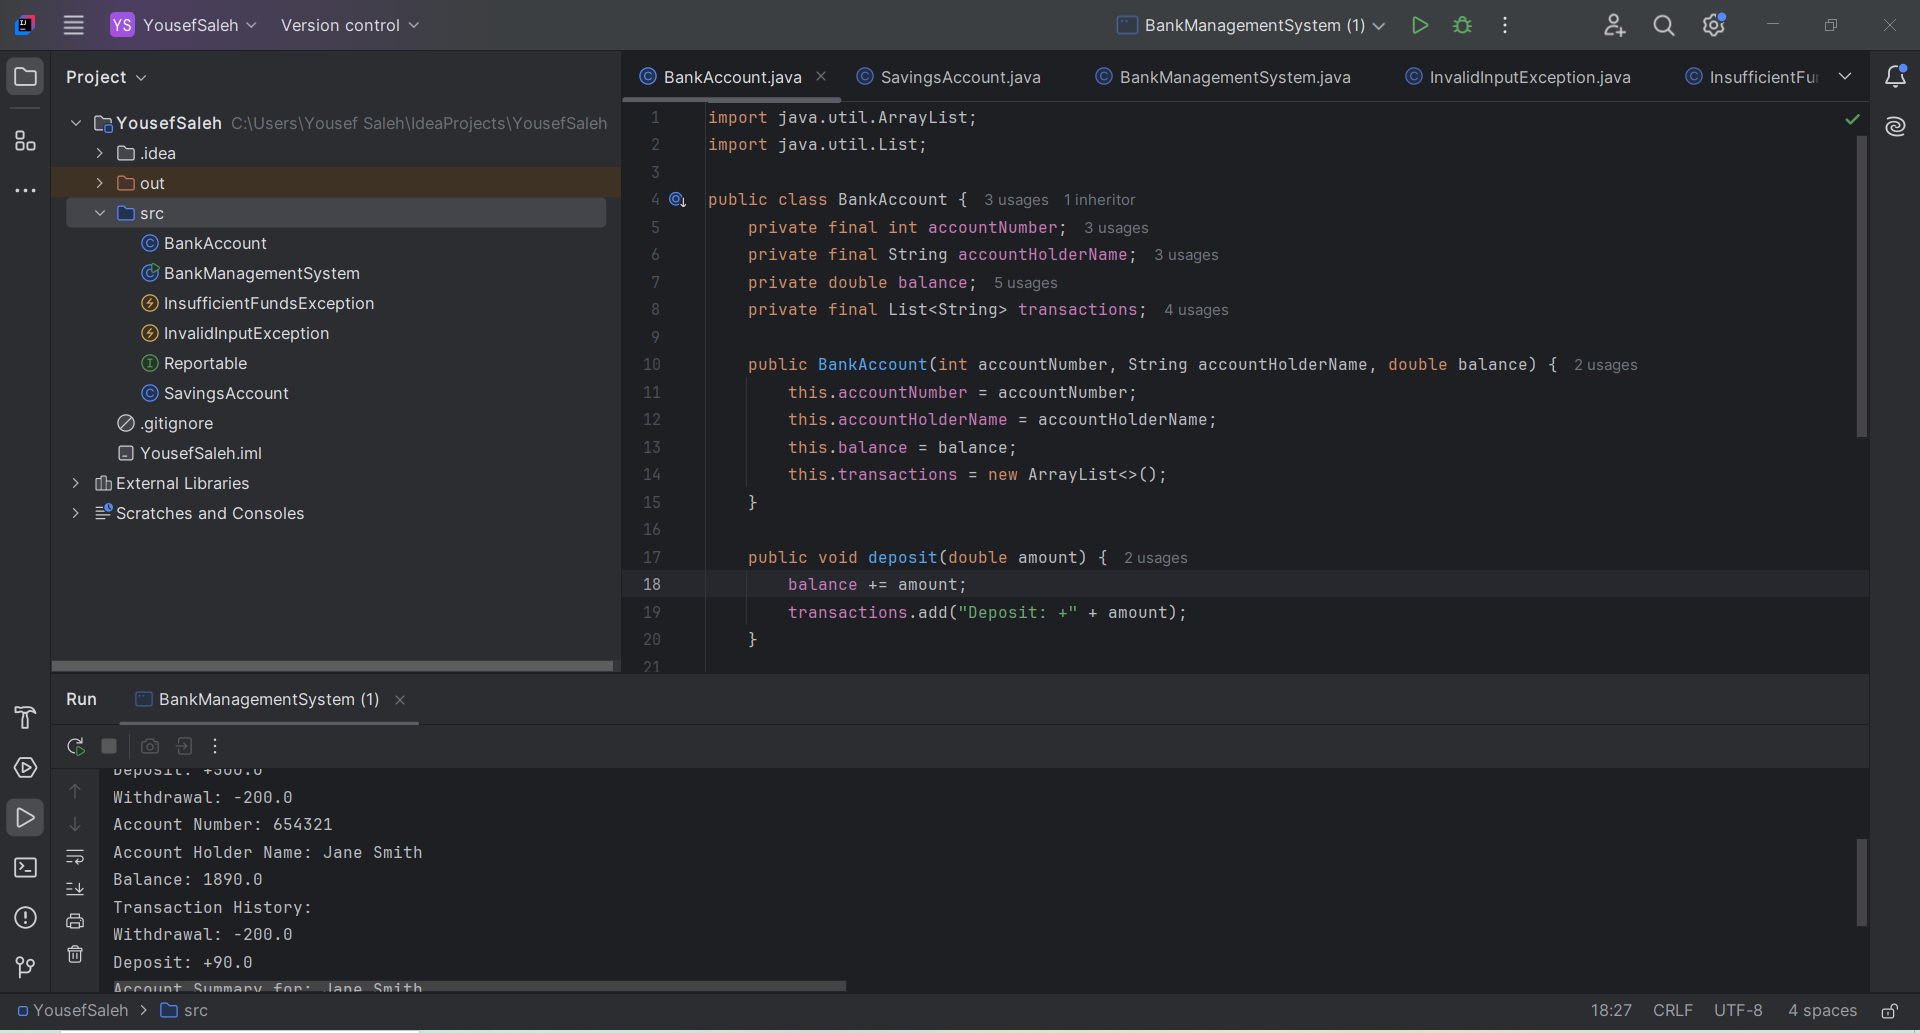 YS YousefSaleh Version control BankManagementSystem (1)
Project
YousefSaleh C:\Users\Yousef Saleh\IdeaProjects\YousefSaleh
.idea
out
src
BankAccount
BankManagementSystem
InsufficientFundsException
InvalidInputException
Reportable
SavingsAccount
.gitignore
YousefSaleh.iml
External Libraries
Scratches and Consoles
BankAccount.java SavingsAccount.java BankManagementSystem.java InvalidInputException.java InsufficientFu
1 import java.util.ArrayList;
2 import java.util.List;
3
4 public class BankAccount { 3 usages 1 inheritor
5 private final int accountNumber; 3 usages
6 private final String accountHolderName; 3 usages
7 private double balance; 5 usages
8 private final List<String> transactions; 4 usages
9
10 public BankAccount(int accountNumber, String accountHolderName, double balance) { 2 usages
11 this.accountNumber = accountNumber;
12 this.accountHolderName = accountHolderName;
13 this.balance = balance;
14 this.transactions = new ArrayList<>();
15 }
16
17 public void deposit(double amount) { 2 usages
18 balance += amount;
19 transactions.add("Deposit: +" + amount);
20 }
21
Run BankManagementSystem (1)
Deposit: +500.0
Withdrawal: -200.0
Account Number: 654321
Account Holder Name: Jane Smith
Balance: 1890.0
Transaction History:
Withdrawal: -200.0
Deposit: +90.0
Account Summary for: Jane Smith
YousefSaleh > src 18:27 CRLF UTF-8 4 spaces